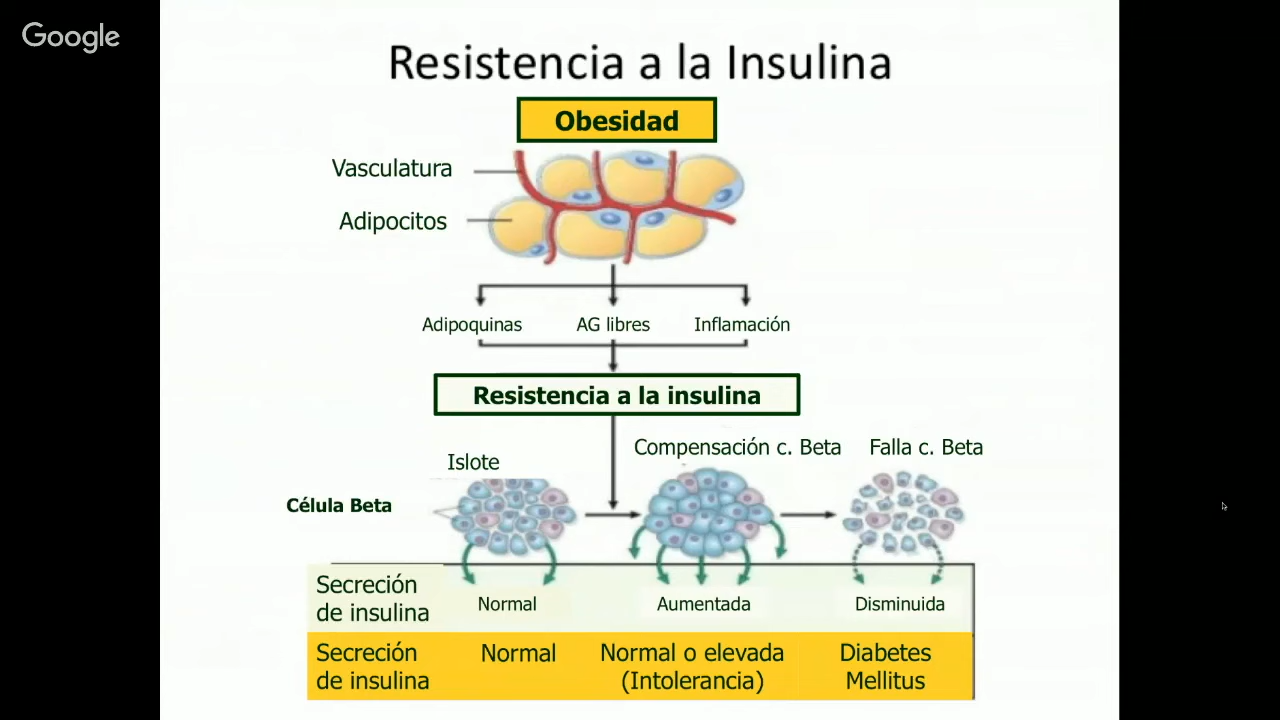 Google
Resistencia a la Insulina
Obesidad
Vasculatura
Adipocitos
Adipoquinas AG libres Inflamación
Resistencia a la insulina
Compensación c. Beta Falla c. Beta
Islote
Célula Beta
Secreción
de insulina
Normal Aumentada Disminuida
Secreción
de insulina
Normal
Normal o elevada
(Intolerancia)
Diabetes
Mellitus